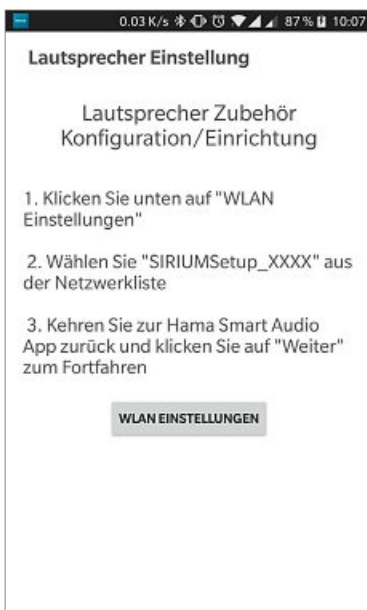 0.03 K/s 87% 10:07
Lautsprecher Einstellung
Lautsprecher Zubehör
Konfiguration/Einrichtung
1. Klicken Sie unten auf "WLAN
Einstellungen"
2. Wählen Sie "SIRIUMSetup_XXXX" aus
der Netzwerkliste
3. Kehren Sie zur Hama Smart Audio
App zurück und klicken Sie auf "Weiter"
zum Fortfahren
WLAN EINSTELLUNGEN